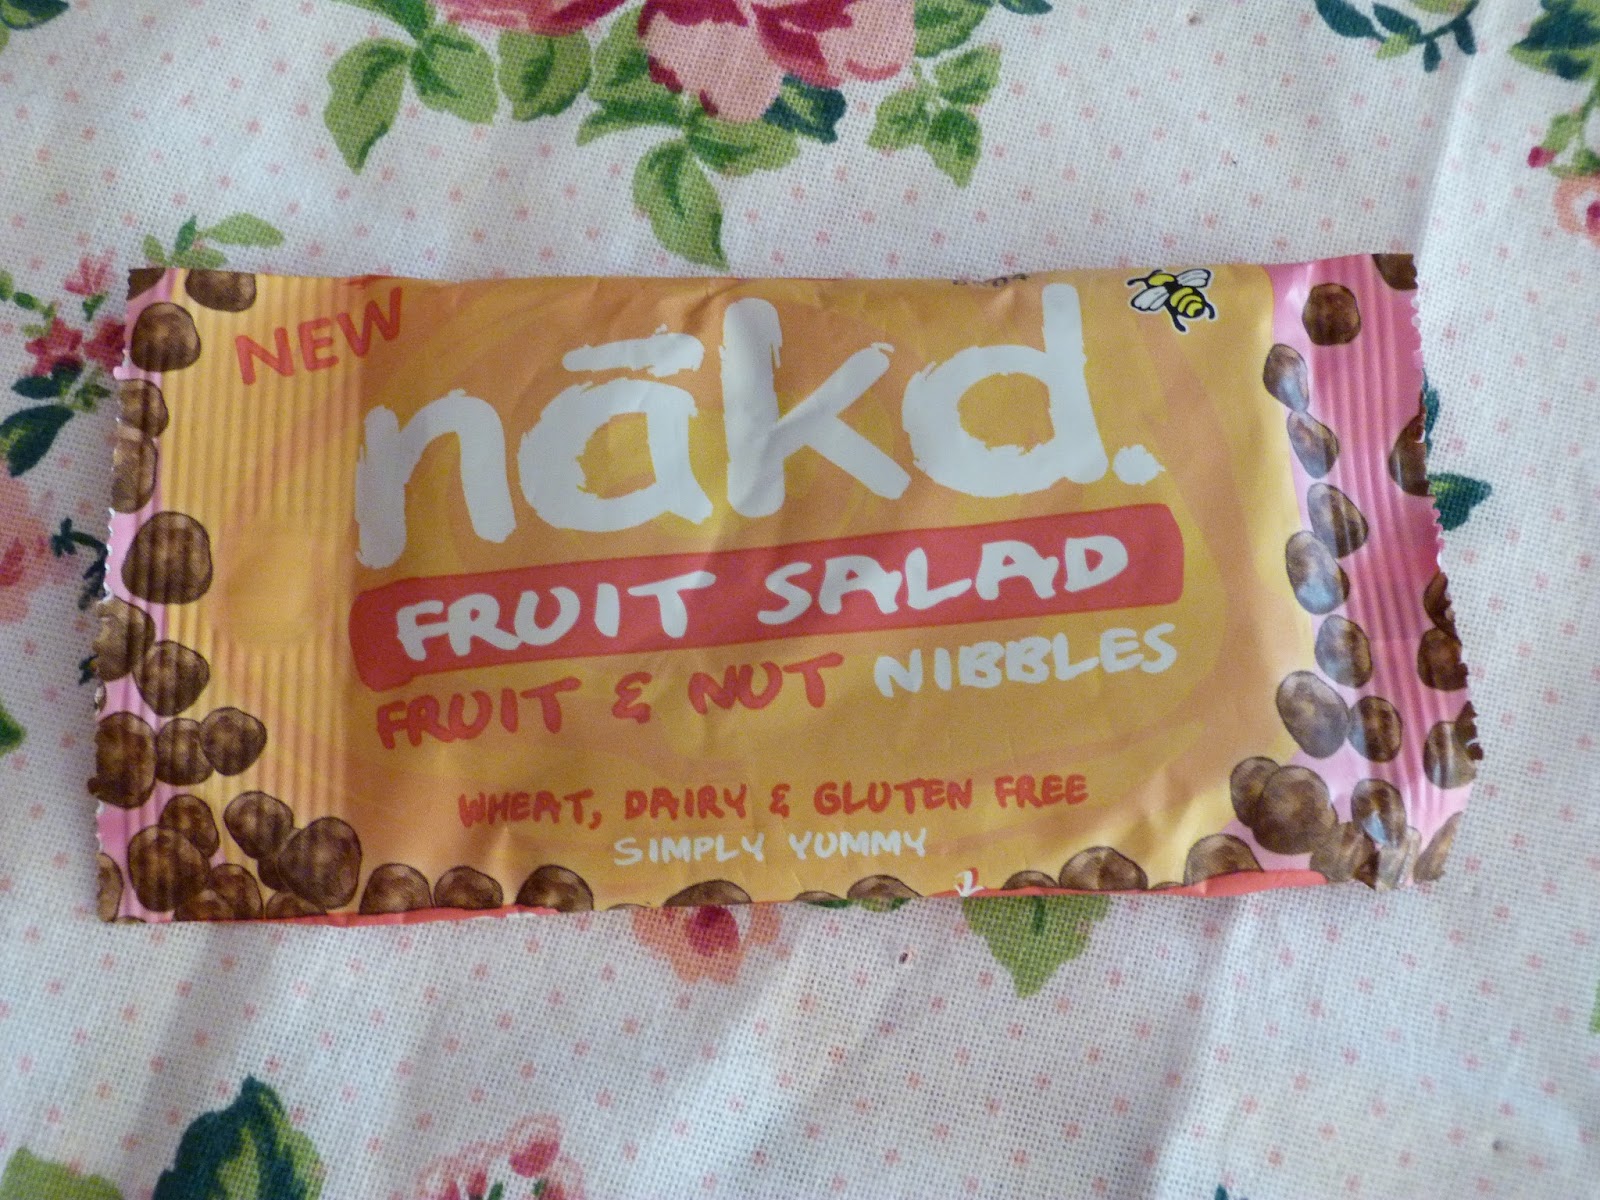 NEW
nākd.
FRUIT SALAD
FRUIT & NUT NIBBLES
WHEAT, DAIRY & GLUTEN FREE
SIMPLY YUMMY